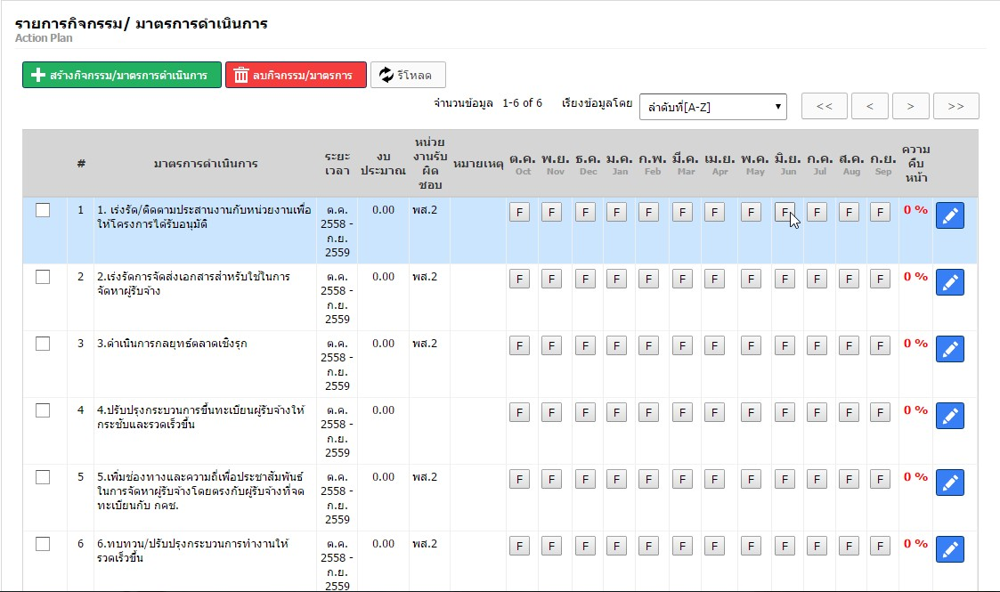 รายการกิจกรรม/ มาตรการดำเนินการ
Action Plan
สร้างกิจกรรม/มาตรการดำเนินการ ลบกิจกรรม/มาตรการ รีโหลด
จำนวนข้อมูล 1-6 of 6 เรียงข้อมูลโดย ลำดับที่[A-Z] << < > >>
# มาตรการดำเนินการ ระยะ เวลา งบ ประมาณ หน่วย งานรับ ผิด ชอบ หมายเหตุ ต.ค. พ.ย. ธ.ค. ม.ค. ก.พ. มี.ค. เม.ย. พ.ค. มิ.ย. ก.ค. ส.ค. ก.ย. ความ คืบ หน้า
Oct Nov Dec Jan Feb Mar Apr May Jun Jul Aug Sep
1 1. เร่งรัด/ติดตามประสานงานกับหน่วยงานเพื่อ ต.ค. 0.00 พส.2 F F F F F F F F F F F F 0 %
ให้โครงการได้รับอนุมัติ 2558 -
ก.ย.
2559
2 2.เร่งรัดการจัดส่งเอกสารสำหรับใช้ในการ ต.ค. 0.00 พส.2 F F F F F F F F F F F F 0 %
จัดหาผู้รับจ้าง 2558 -
ก.ย.
2559
3 3.ดำเนินการกลยุทธ์ตลาดเชิงรุก ต.ค. 0.00 พส.2 F F F F F F F F F F F F 0 %
2558 -
ก.ย.
2559
4 4.ปรับปรุงกระบวนการขึ้นทะเบียนผู้รับจ้างให้ ต.ค. 0.00 F F F F F F F F F F F F 0 %
กระชับและรวดเร็วขึ้น 2558 -
ก.ย.
2559
5 5.เพิ่มช่องทางและความถี่เพื่อประชาสัมพันธ์ ต.ค. 0.00 พส.2 F F F F F F F F F F F F 0 %
ในการจัดหาผู้รับจ้างโดยตรงกับผู้รับจ้างที่จด 2558 -
ทะเบียนกับ กคช. ก.ย.
2559
6 6.ทบทวน/ปรับปรุงกระบวนการทำงานให้ ต.ค. 0.00 พส.2 F F F F F F F F F F F F 0 %
รวดเร็วขึ้น 2558 -
ก.ย.
2559